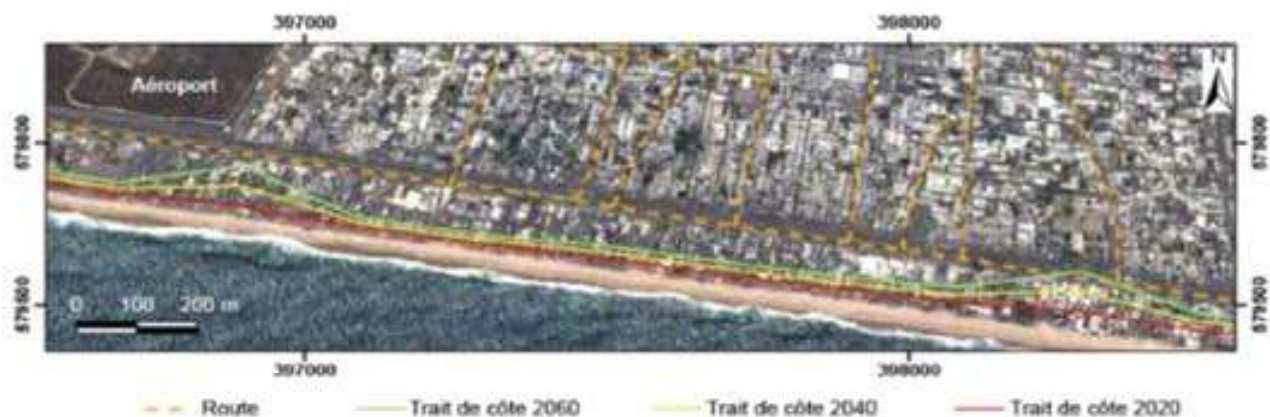 397000
398000
Aéroport
N
0 100 200 m
397000
398000
Route
Trait de côte 2060
Trait de côte 2040
Trait de côte 2020